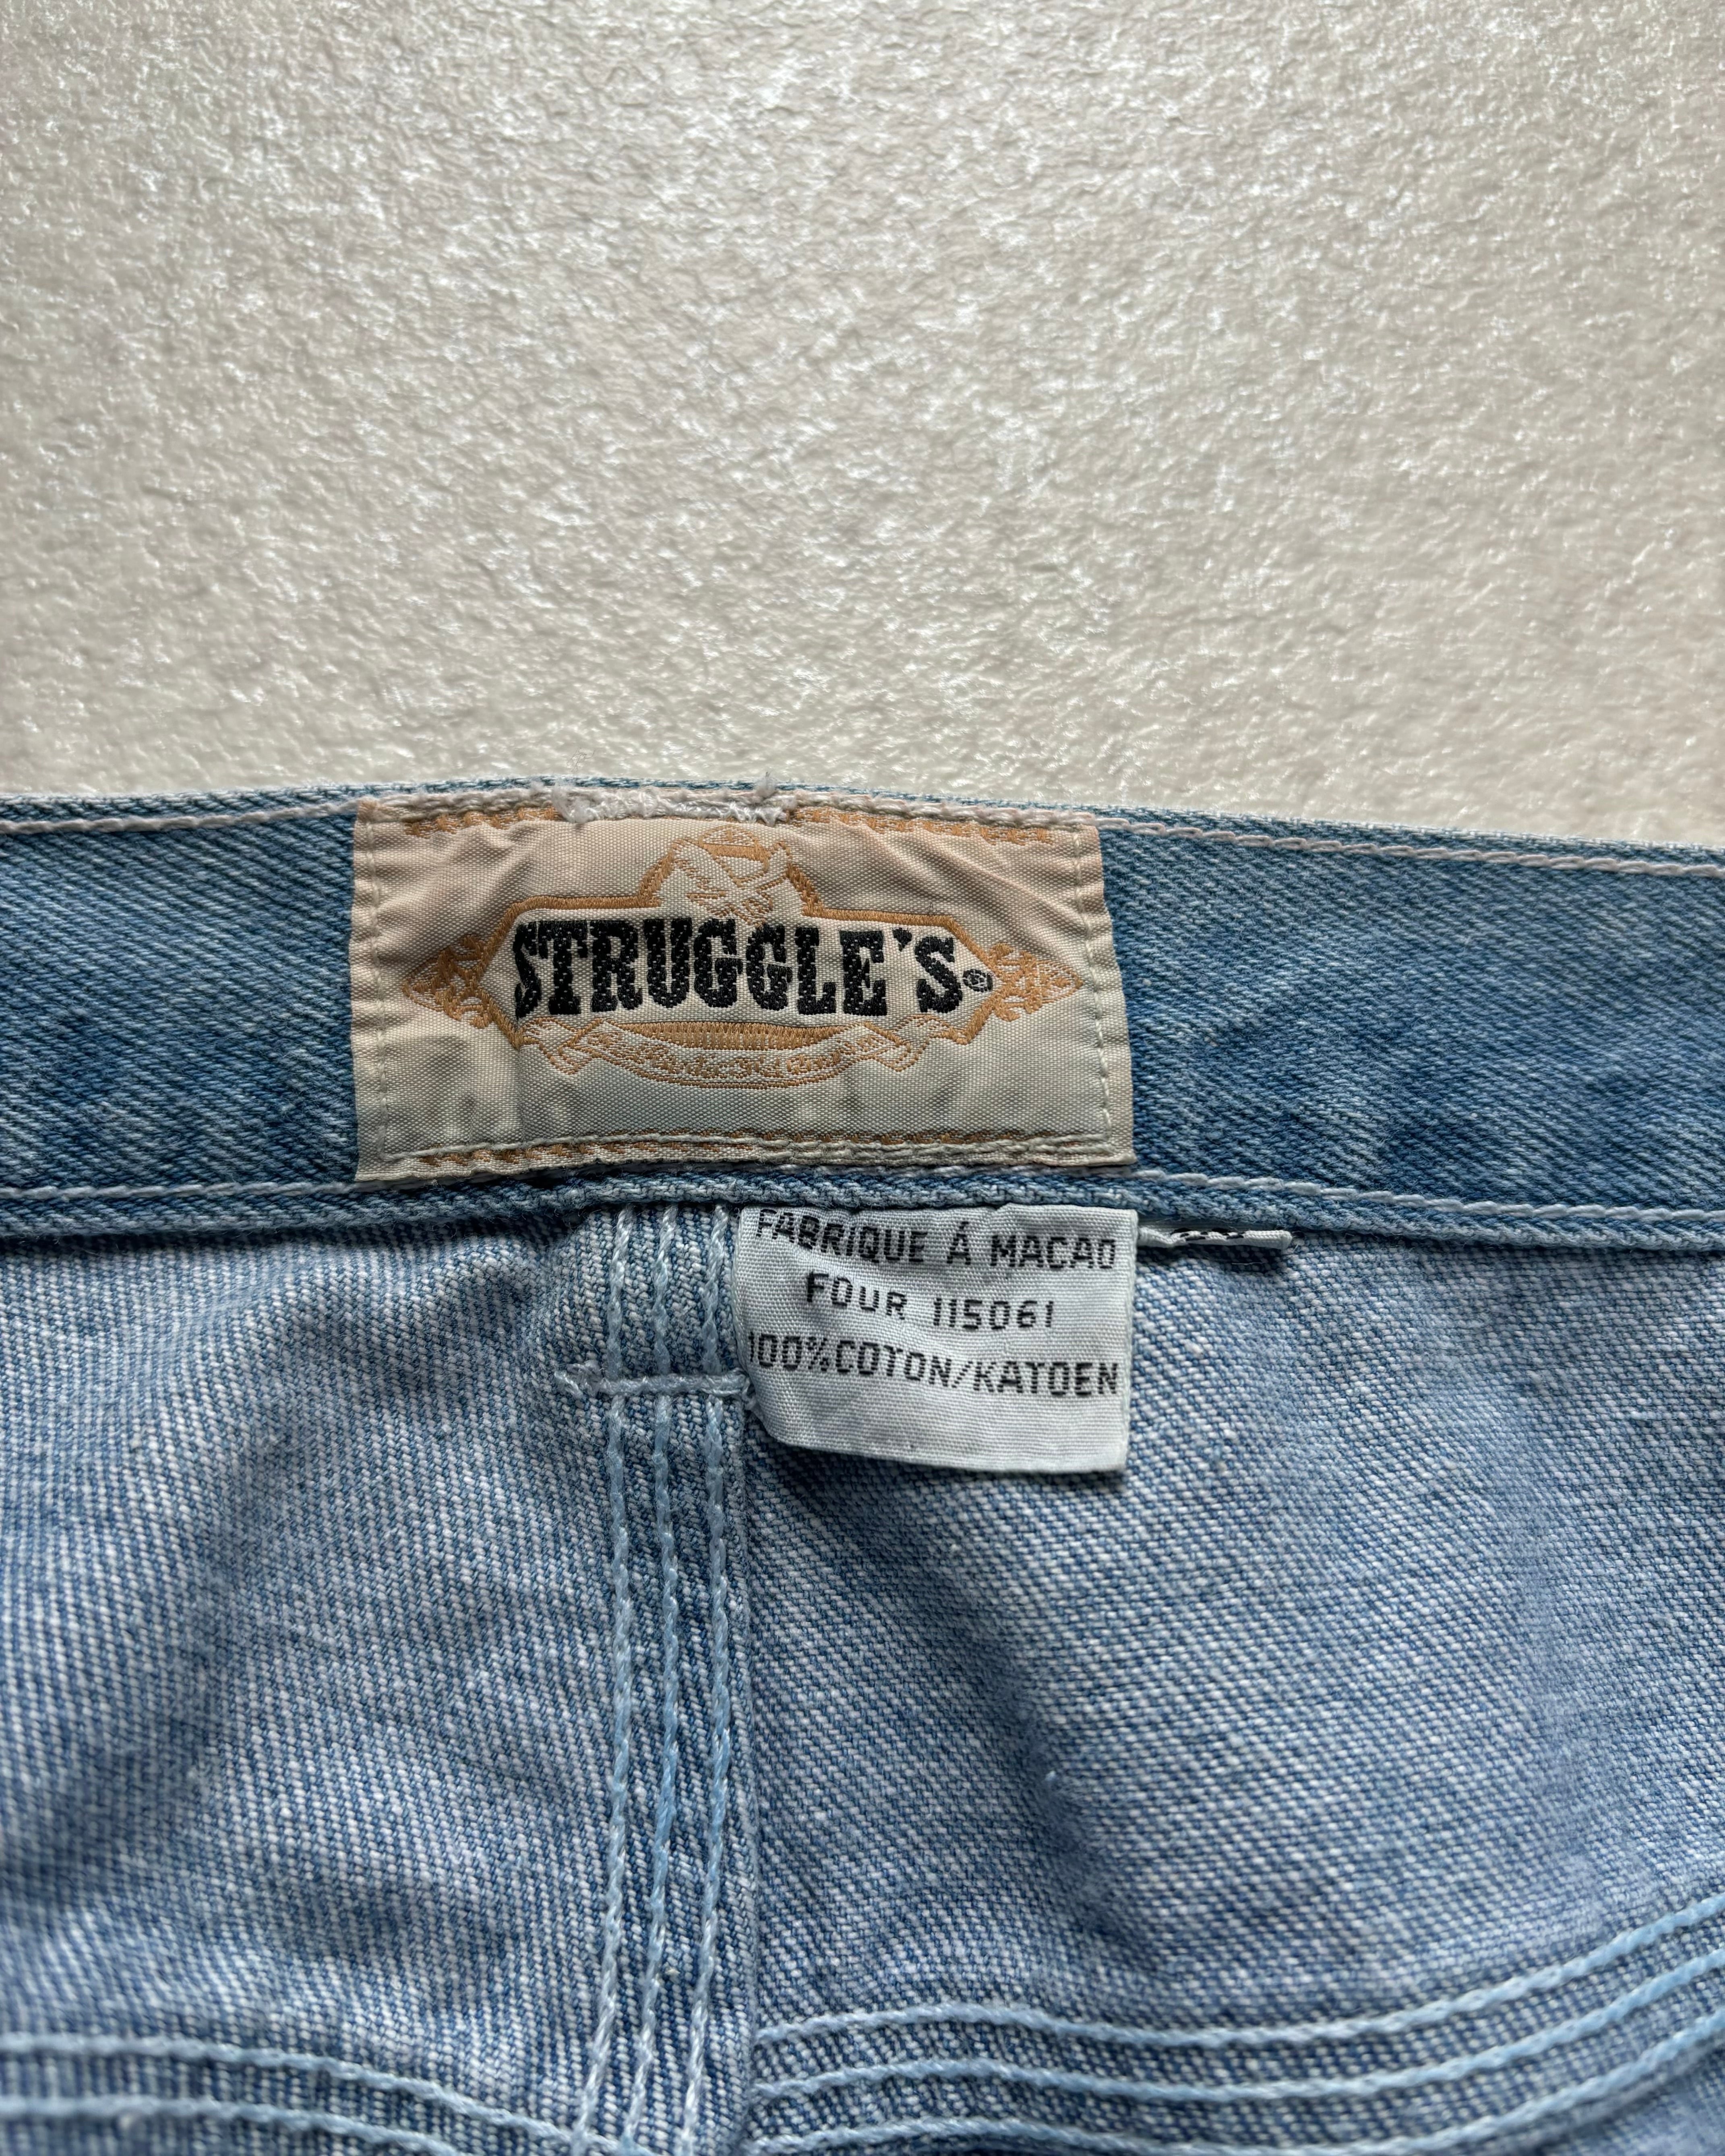 STRUGGLE'S®
FABRIQUE Á MACAO
FOUR 115061
100%COTON/KATOEN